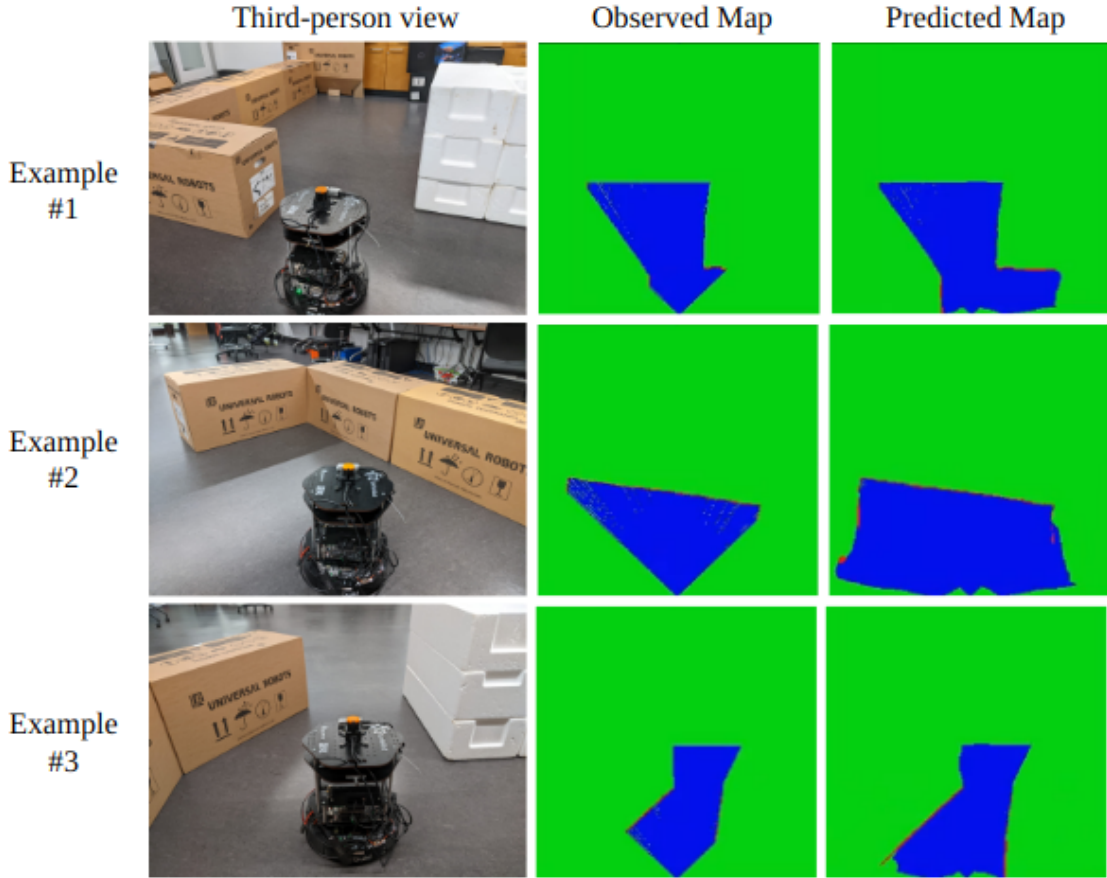 Third-person view
Observed Map
Predicted Map
Example
#1
UNIVERSAL ROBOTS
VERSAL ROBOTS
Example
#2
UNIVERSAL ROBOTS
UNIVERSAL ROBOTS
UNIVERSAL ROBOT
Example
#3
UNIVERSAL ROBOTS